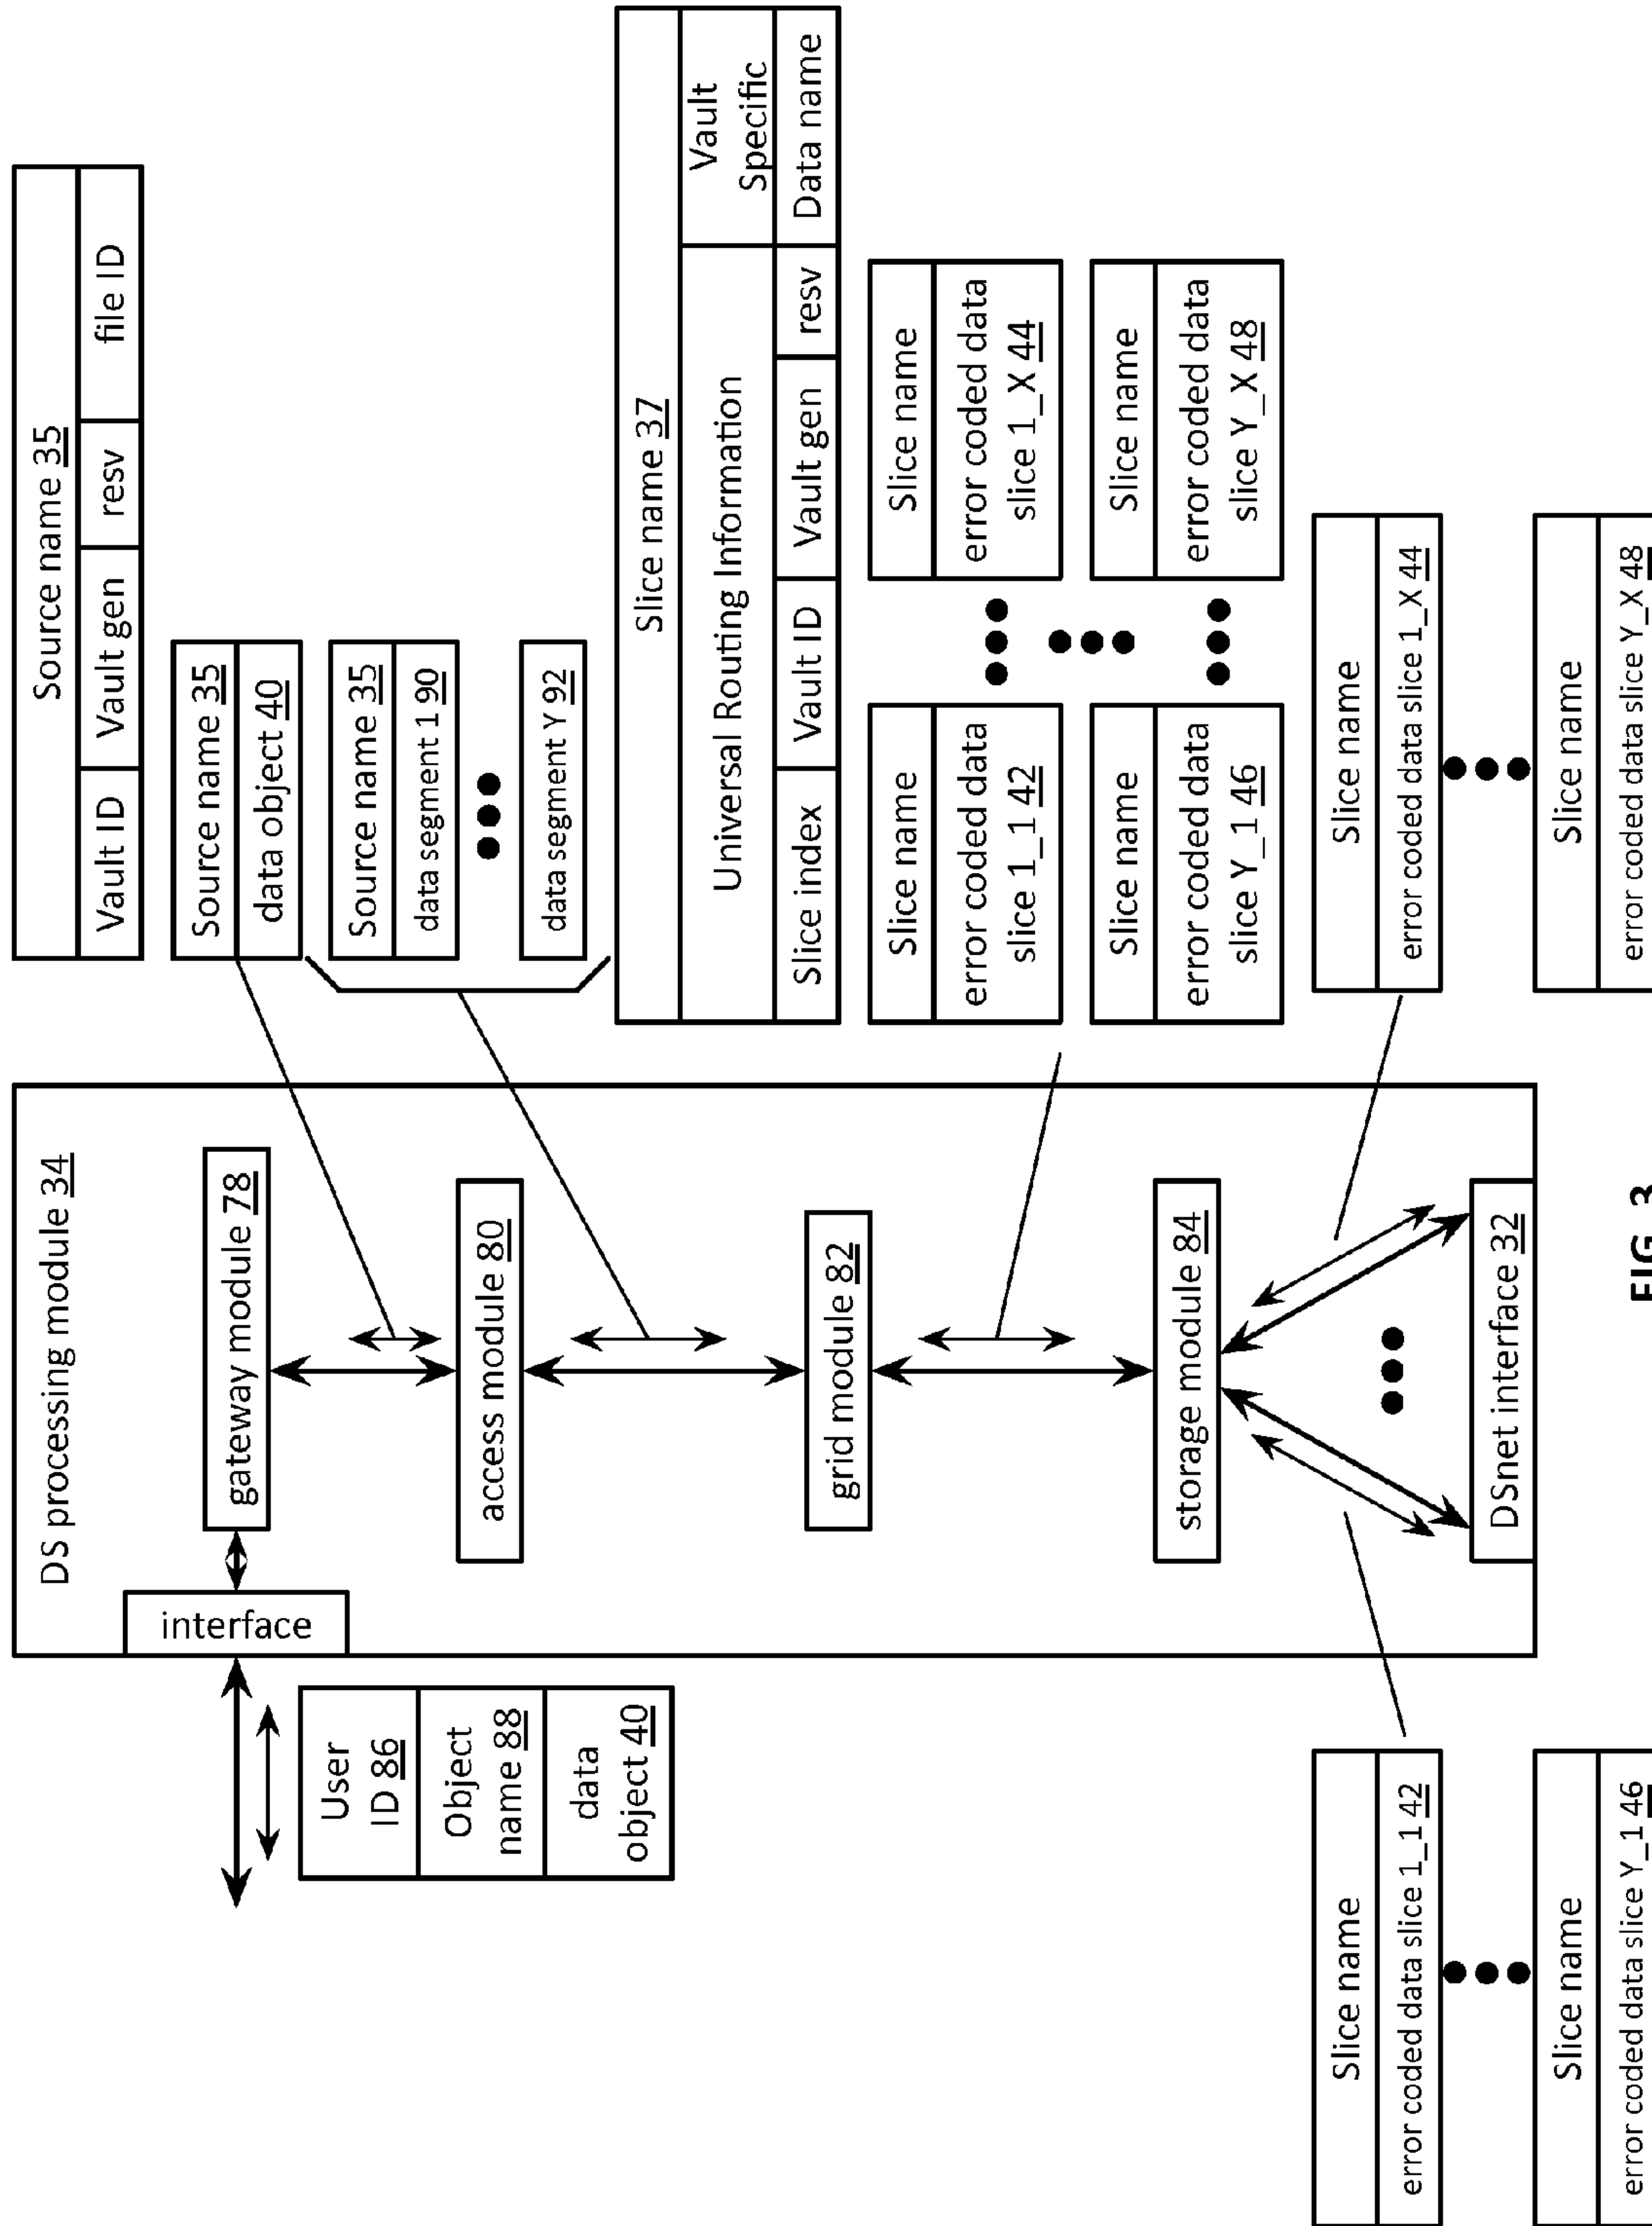 DS processing module 34
interface
gateway module 78
access module 80
grid module 82
storage module 84
DSnet interface 32
User
ID 86
Object
name 88
data
object 40
Source name 35
Vault ID
Vault gen
resv
file ID
Source name 35
data object 40
Source name 35
data segment 1 90
data segment Y 92
Slice name 37
Universal Routing Information
Vault
Specific
Slice index
Vault ID
Vault gen
resv
Data name
Slice name
error coded data
slice 1_1 42
Slice name
error coded data
slice 1_X 44
Slice name
error coded data
slice Y_1 46
Slice name
error coded data
slice Y_X 48
Slice name
error coded data slice 1_1 42
Slice name
error coded data slice Y_1 46
Slice name
error coded data slice 1_X 44
Slice name
error coded data slice Y_X 48
FIG. 3